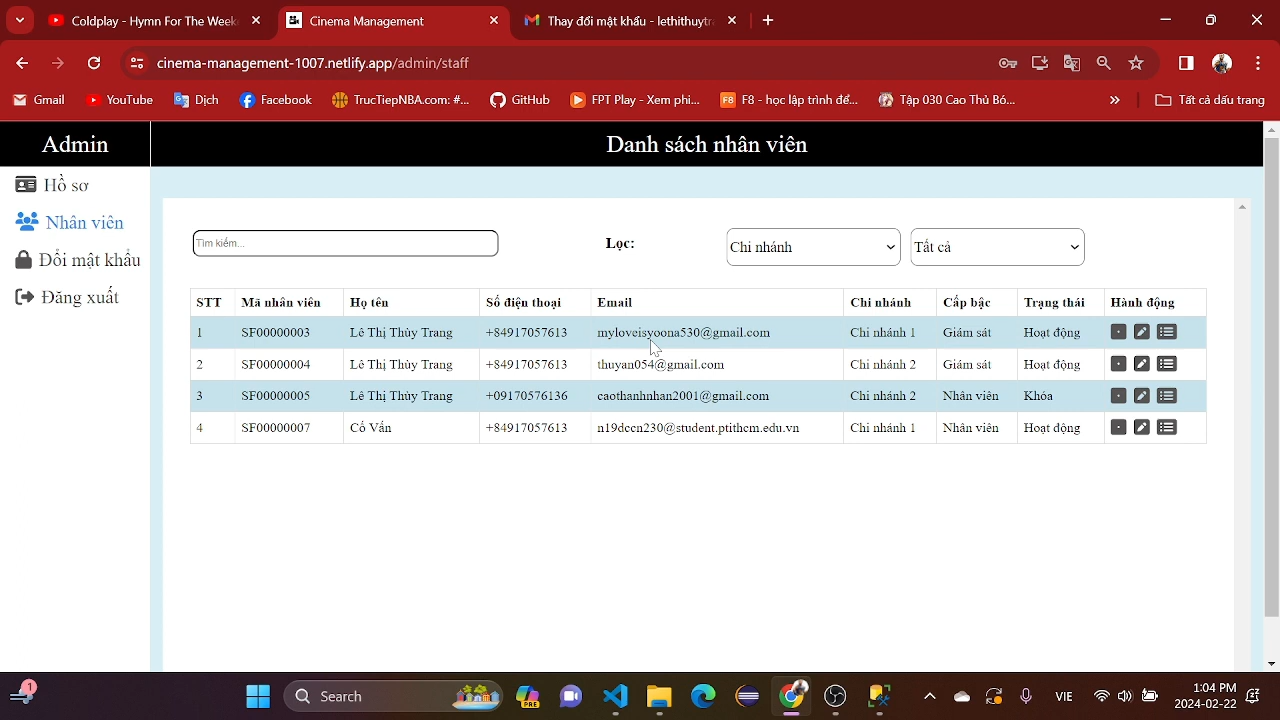 Coldplay - Hymn For The Week
Cinema Management
Thay đổi mật khẩu - lethithuytra
cinema-management-1007.netlify.app/admin/staff
Gmail YouTube Dịch Facebook TrucTiepNBA.com: #... GitHub FPT Play - Xem phi... F8 - học lập trình để... Tập 030 Cao Thủ Bó... » Tất cả dấu trang
Admin
Danh sách nhân viên
Hồ sơ
Nhân viên
Đổi mật khẩu
Đăng xuất
Tìm kiếm...
Lọc:
Chi nhánh
Tất cả
STT Mã nhân viên Họ tên Số điện thoại Email Chi nhánh Cấp bậc Trạng thái Hành động
1 SF00000003 Lê Thị Thùy Trang +84917057613 myloveisyoona530@gmail.com Chi nhánh 1 Giám sát Hoạt động
2 SF00000004 Lê Thị Thùy Trang +84917057613 thuyan054@gmail.com Chi nhánh 2 Giám sát Hoạt động
3 SF00000005 Lê Thị Thùy Trang +09170576136 caothanhnhan2001@gmail.com Chi nhánh 2 Nhân viên Khóa
4 SF00000007 Cố Vấn +84917057613 n19dccn230@student.ptithcm.edu.vn Chi nhánh 1 Nhân viên Hoạt động
1
Search
PRE
VIE
1:04 PM
2024-02-22